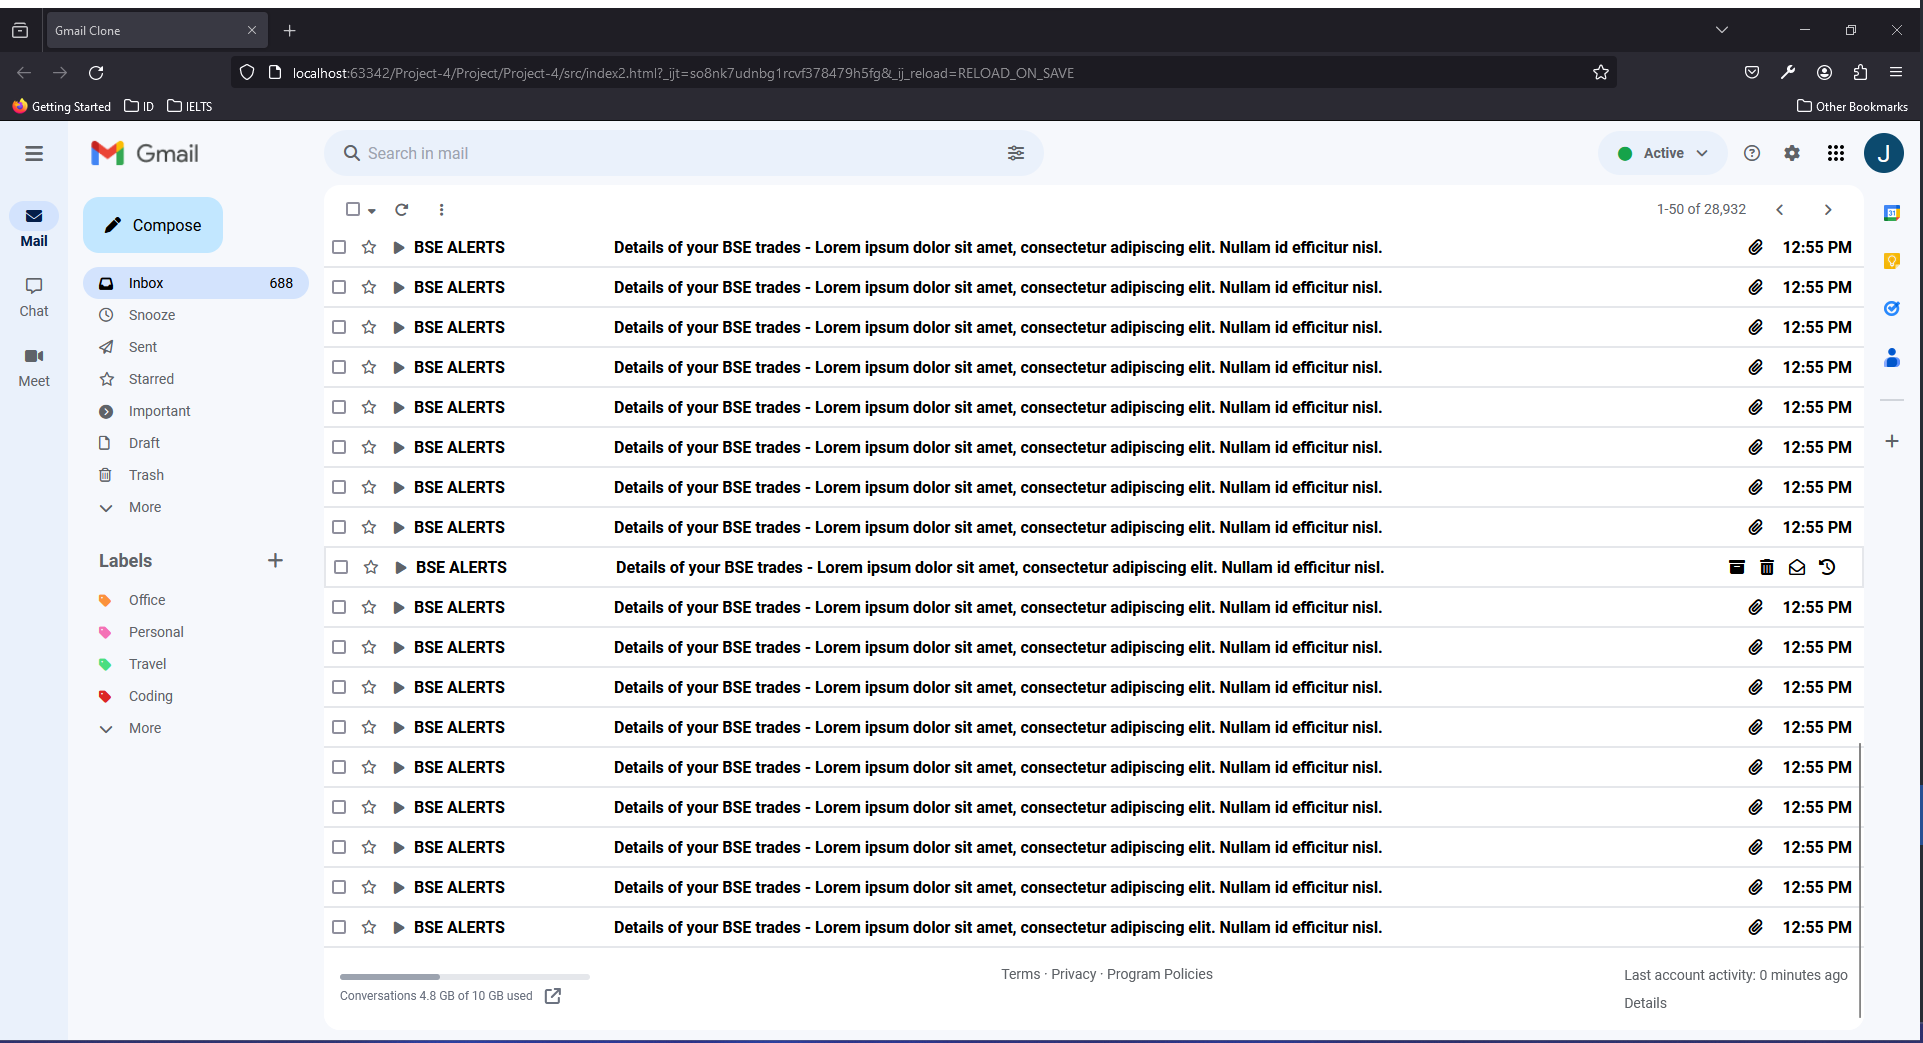 Gmail Clone
localhost:63342/Project-4/Project/Project-4/src/index2.html?_ijt=so8nk7udnbg1rcvf378479h5fg&_ij_reload=RELOAD_ON_SAVE
Getting Started ID IELTS Other Bookmarks
Gmail Search in mail Active J
Compose
Mail
Chat
Meet
Inbox 688
Snooze
Sent
Starred
Important
Draft
Trash
More
Labels
Office
Personal
Travel
Coding
More
1-50 of 28,932
BSE ALERTS Details of your BSE trades - Lorem ipsum dolor sit amet, consectetur adipiscing elit. Nullam id efficitur nisl. 12:55 PM
BSE ALERTS Details of your BSE trades - Lorem ipsum dolor sit amet, consectetur adipiscing elit. Nullam id efficitur nisl. 12:55 PM
BSE ALERTS Details of your BSE trades - Lorem ipsum dolor sit amet, consectetur adipiscing elit. Nullam id efficitur nisl. 12:55 PM
BSE ALERTS Details of your BSE trades - Lorem ipsum dolor sit amet, consectetur adipiscing elit. Nullam id efficitur nisl. 12:55 PM
BSE ALERTS Details of your BSE trades - Lorem ipsum dolor sit amet, consectetur adipiscing elit. Nullam id efficitur nisl. 12:55 PM
BSE ALERTS Details of your BSE trades - Lorem ipsum dolor sit amet, consectetur adipiscing elit. Nullam id efficitur nisl. 12:55 PM
BSE ALERTS Details of your BSE trades - Lorem ipsum dolor sit amet, consectetur adipiscing elit. Nullam id efficitur nisl. 12:55 PM
BSE ALERTS Details of your BSE trades - Lorem ipsum dolor sit amet, consectetur adipiscing elit. Nullam id efficitur nisl. 12:55 PM
BSE ALERTS Details of your BSE trades - Lorem ipsum dolor sit amet, consectetur adipiscing elit. Nullam id efficitur nisl.
BSE ALERTS Details of your BSE trades - Lorem ipsum dolor sit amet, consectetur adipiscing elit. Nullam id efficitur nisl. 12:55 PM
BSE ALERTS Details of your BSE trades - Lorem ipsum dolor sit amet, consectetur adipiscing elit. Nullam id efficitur nisl. 12:55 PM
BSE ALERTS Details of your BSE trades - Lorem ipsum dolor sit amet, consectetur adipiscing elit. Nullam id efficitur nisl. 12:55 PM
BSE ALERTS Details of your BSE trades - Lorem ipsum dolor sit amet, consectetur adipiscing elit. Nullam id efficitur nisl. 12:55 PM
BSE ALERTS Details of your BSE trades - Lorem ipsum dolor sit amet, consectetur adipiscing elit. Nullam id efficitur nisl. 12:55 PM
BSE ALERTS Details of your BSE trades - Lorem ipsum dolor sit amet, consectetur adipiscing elit. Nullam id efficitur nisl. 12:55 PM
BSE ALERTS Details of your BSE trades - Lorem ipsum dolor sit amet, consectetur adipiscing elit. Nullam id efficitur nisl. 12:55 PM
BSE ALERTS Details of your BSE trades - Lorem ipsum dolor sit amet, consectetur adipiscing elit. Nullam id efficitur nisl. 12:55 PM
BSE ALERTS Details of your BSE trades - Lorem ipsum dolor sit amet, consectetur adipiscing elit. Nullam id efficitur nisl. 12:55 PM
Terms · Privacy · Program Policies
Conversations 4.8 GB of 10 GB used
Last account activity: 0 minutes ago
Details
31